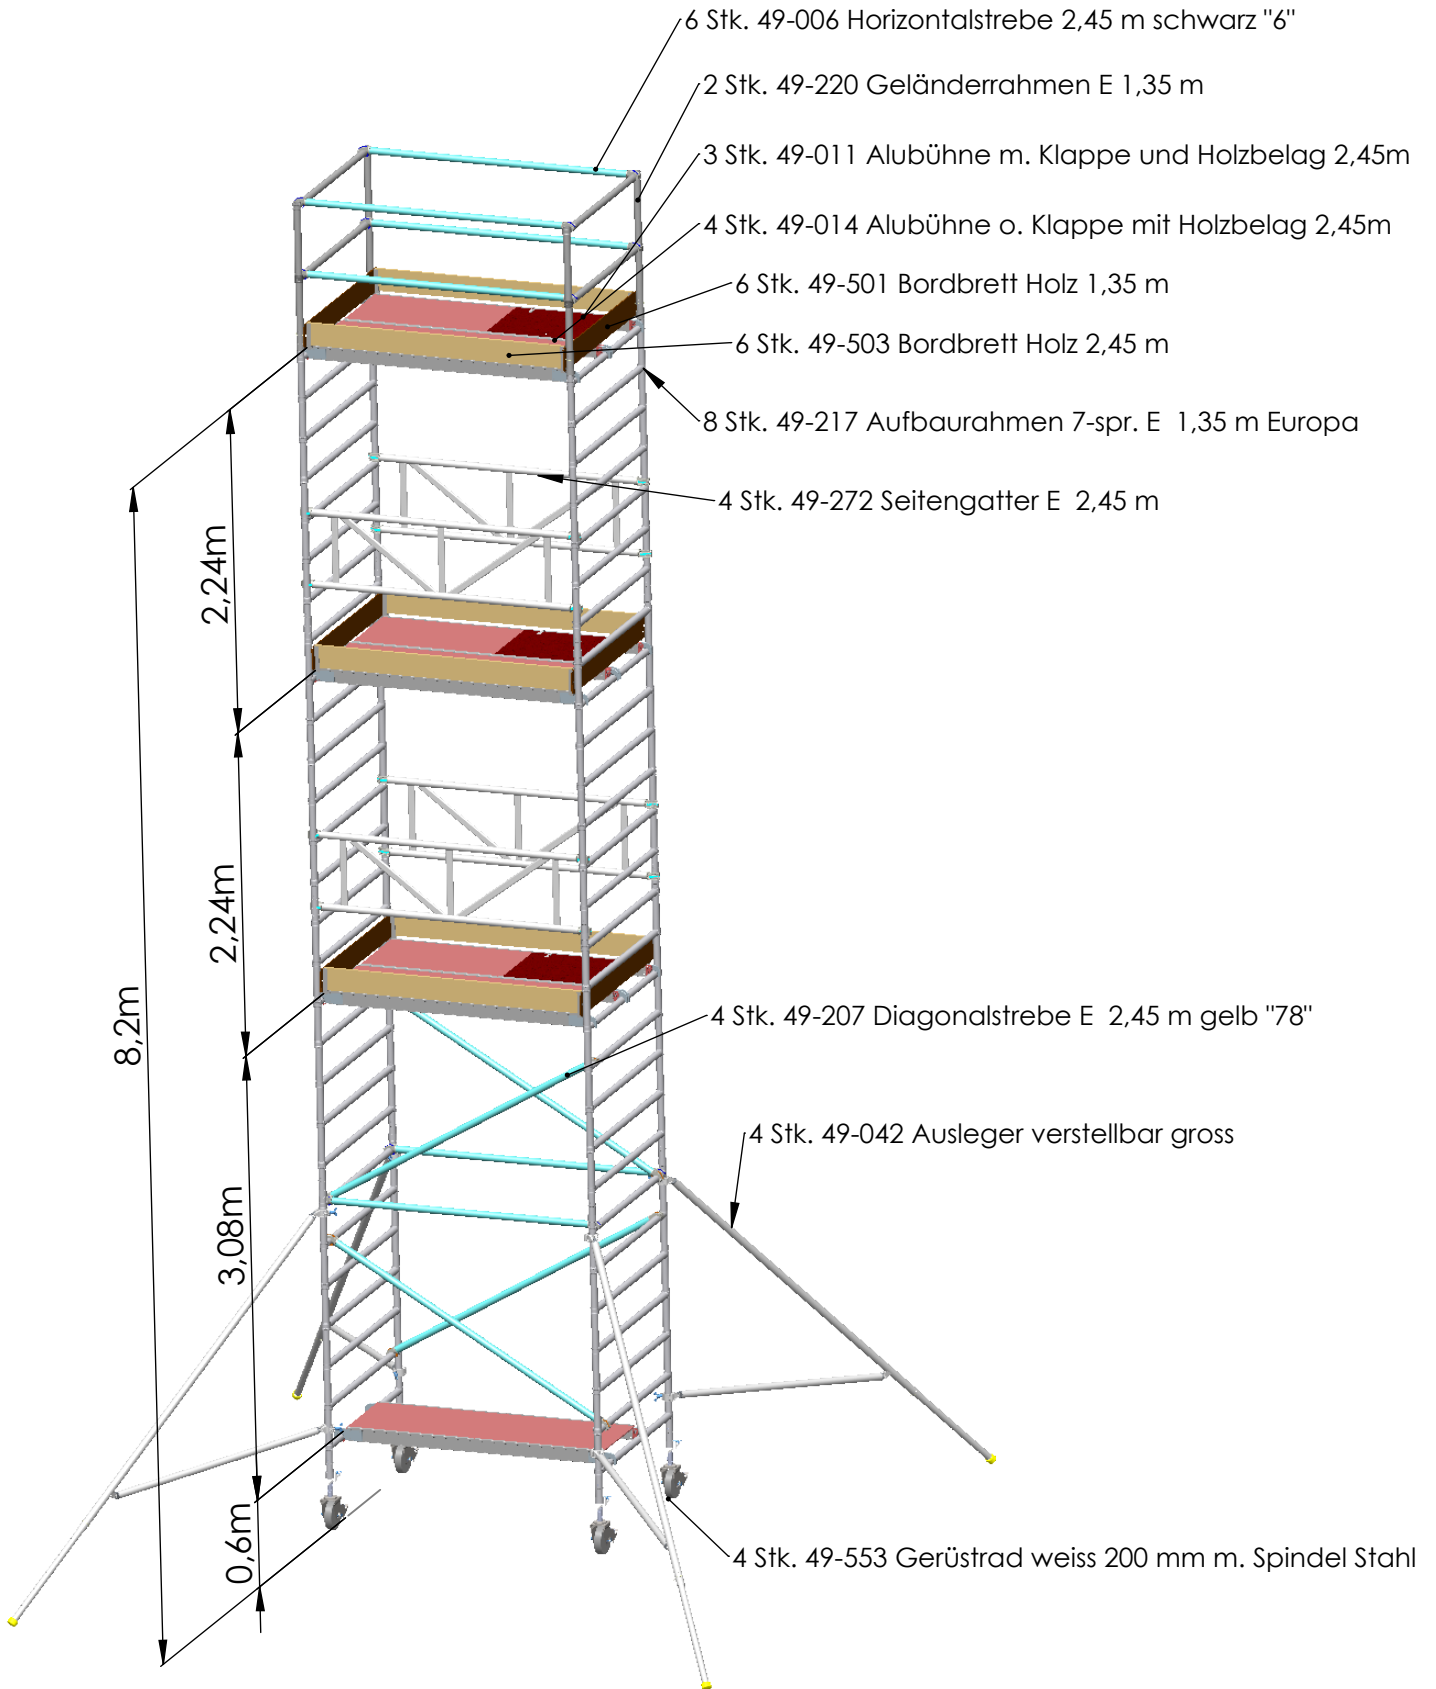 6 Stk. 49-006 Horizontalstrebe 2,45 m schwarz "6"
2 Stk. 49-220 Geländerrahmen E 1,35 m
3 Stk. 49-011 Alubühne m. Klappe und Holzbelag 2,45m
4 Stk. 49-014 Alubühne o. Klappe mit Holzbelag 2,45m
6 Stk. 49-501 Bordbrett Holz 1,35 m
6 Stk. 49-503 Bordbrett Holz 2,45 m
8 Stk. 49-217 Aufbaurahmen 7-spr. E 1,35 m Europa
4 Stk. 49-272 Seitengatter E 2,45 m
2,24m
2,24m
8,2m
4 Stk. 49-207 Diagonalstrebe E 2,45 m gelb "78"
4 Stk. 49-042 Ausleger verstellbar gross
3,08m
0,6m
4 Stk. 49-553 Gerüstrad weiss 200 mm m. Spindel Stahl